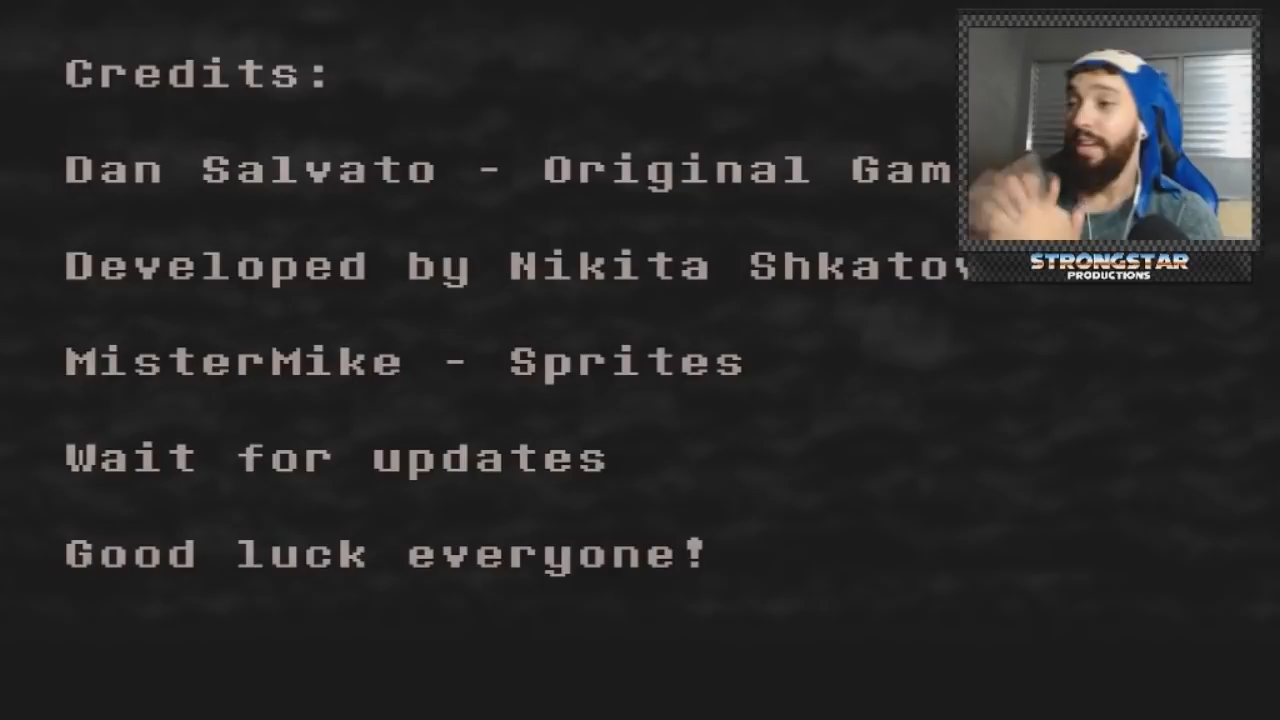 Credits:
Dan Salvato - Original Gam
Developed by Nikita Shkatov
MisterMike - Sprites
Wait for updates
Good luck everyone!
STRONGSTAR
PRODUCTIONS